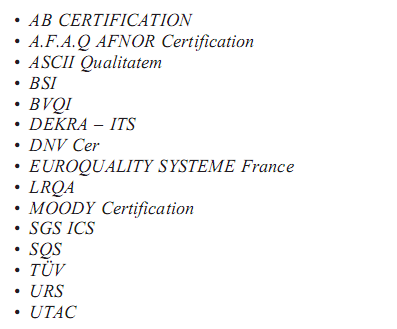 • AB CERTIFICATION
• A.F.A.Q AFNOR Certification
• ASCII Qualitatem
• BSI
• BVQI
• DEKRA – ITS
• DNV Cer
• EUROQUALITY SYSTEME France
• LRQA
• MOODY Certification
• SGS ICS
• SQS
• TÜV
• URS
• UTAC